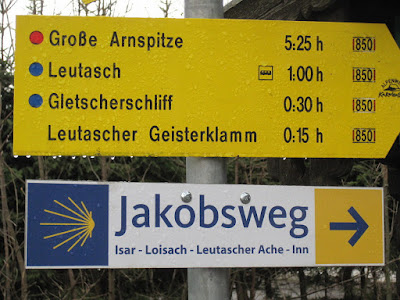 Große Arnspitze 5:25 h 850
Leutasch 1:00 h 850
Gletscherschliff 0:30 h 850
Leutascher Geisterklamm 0:15 h 850
Jakobsweg
Isar - Loisach - Leutascher Ache - Inn